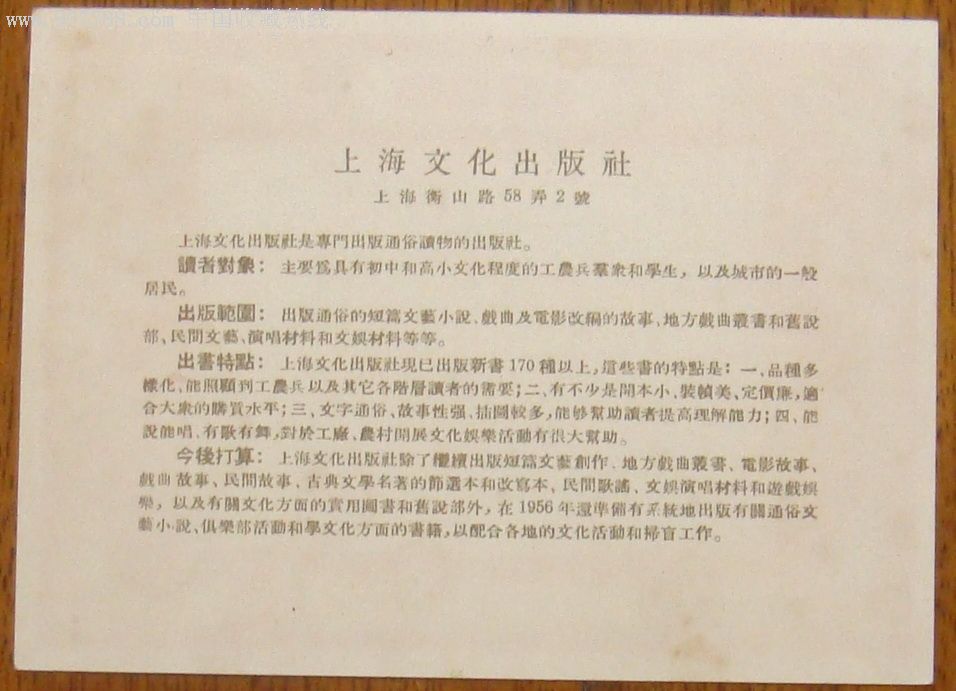 中国收藏热线
上海文化出版社
上海衡山路58弄2號
上海文化出版社是專門出版通俗讀物的出版社。
讀者對象：主要爲具有初中和高小文化程度的工農兵羣衆和學生，以及城市的一般
居民。
出版範圍：出版通俗的短篇文藝小說、戲曲及電影改編的故事、地方戲曲叢書和舊說
部、民間文藝、演唱材料和文娛材料等等。
出書特點：上海文化出版社現已出版新書170種以上，這些書的特點是：一、品種多
樣化、能照顧到工農兵以及其它各階層讀者的需要；二、有不少是開本小、裝幀美、定價廉，適
合大衆的購買水平；三、文字通俗、故事性强、插圖較多，能够幫助讀者提高理解能力；四、能
說能唱、有歌有舞，對於工廠、農村開展文化娛樂活動有很大幫助。
今後打算：上海文化出版社除了繼續出版短篇文藝創作、地方戲曲叢書、電影故事、
戲曲故事、民間故事、古典文學名著的節選本和改寫本、民間歌謠、文娛演唱材料和遊戲娛
樂，以及有關文化方面的實用圖書和舊說部外，在1956年還準備有系統地出版有關通俗文
藝小說、俱樂部活動和學文化方面的書籍，以配合各地的文化活動和掃盲工作。